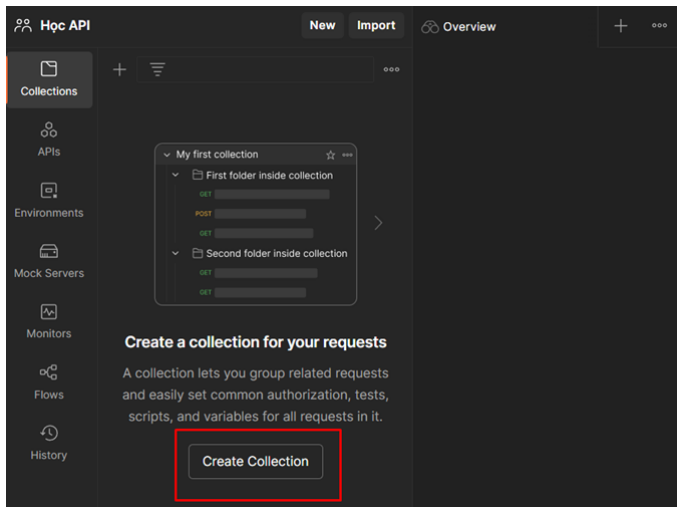 Học API
New
Import
Overview
Collections
APIs
Environments
Mock Servers
Monitors
Flows
History
My first collection
First folder inside collection
GET
POST
GET
Second folder inside collection
GET
GET
Create a collection for your requests
A collection lets you group related requests
and easily set common authorization, tests,
scripts, and variables for all requests in it.
Create Collection